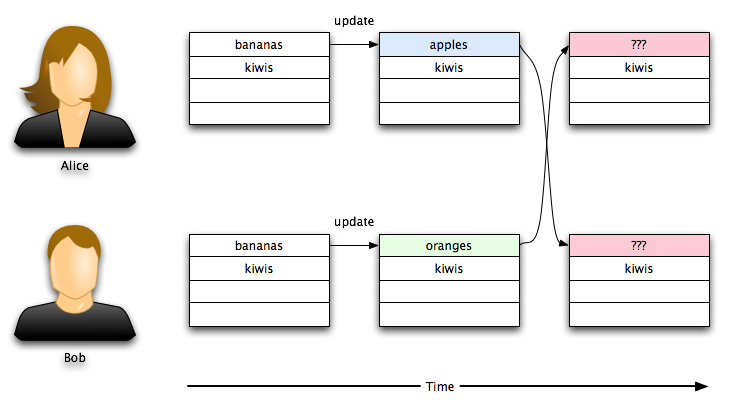 update
bananas
apples
???
kiwis
kiwis
kiwis
Alice
update
bananas
oranges
???
kiwis
kiwis
kiwis
Bob
Time